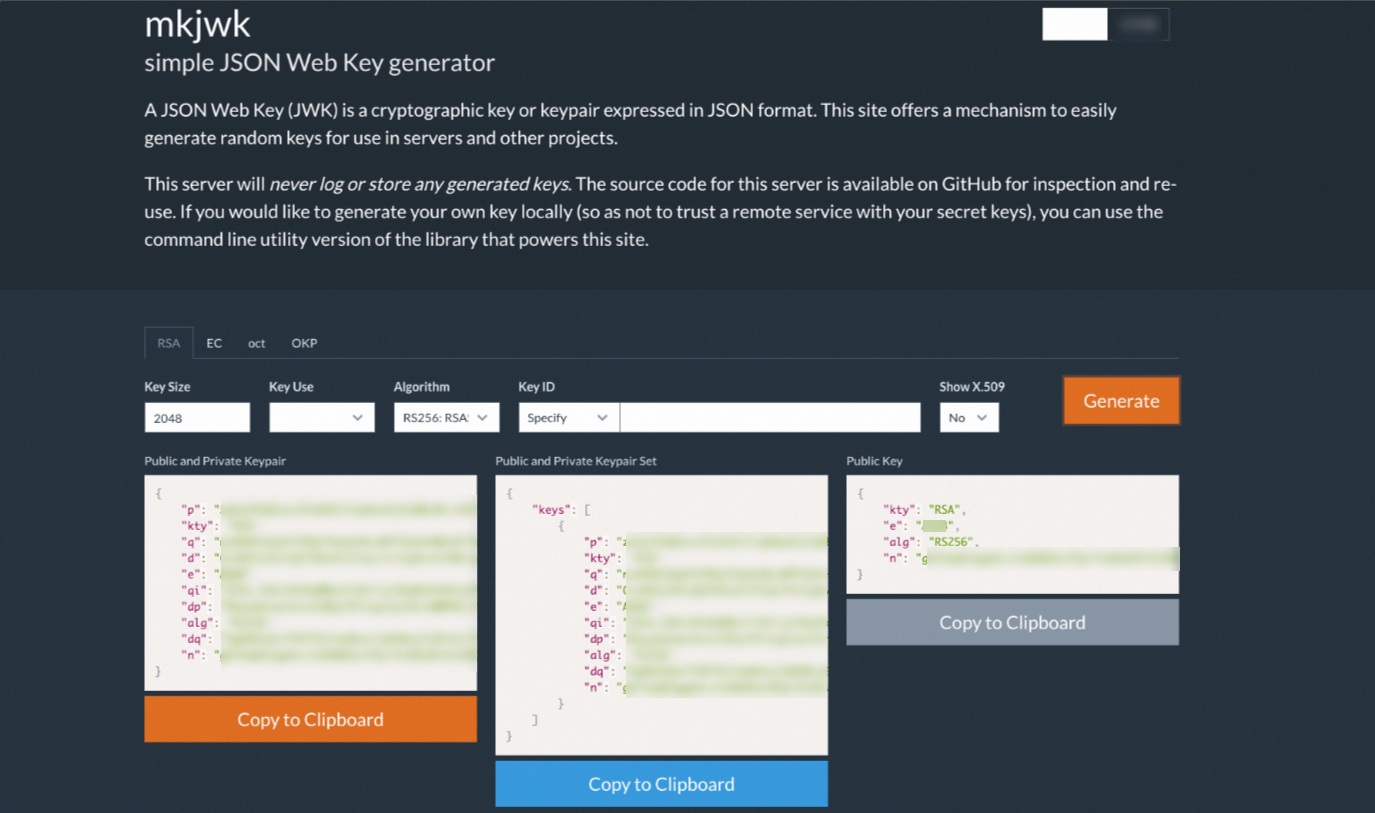 mkjwk
simple JSON Web Key generator
A JSON Web Key (JWK) is a cryptographic key or keypair expressed in JSON format. This site offers a mechanism to easily
generate random keys for use in servers and other projects.
This server will never log or store any generated keys. The source code for this server is available on GitHub for inspection and re-
use. If you would like to generate your own key locally (so as not to trust a remote service with your secret keys), you can use the
command line utility version of the library that powers this site.
RSA EC oct OKP
Key Size Key Use Algorithm Key ID Show X.509
2048 RS256: RSA Specify No Generate
Public and Private Keypair
{
"p": "
"kty":
"q": "
"d": "
"e": "
"qi":
"dp":
"alg":
"dq":
"n": "g
}
Copy to Clipboard
Public and Private Keypair Set
{
"keys": [
{
"p": "z
"kty":
"q": "
"d": "
"e": "
"qi":
"dp":
"alg":
"dq":
"n": "g
}
]
}
Copy to Clipboard
Public Key
{
"kty": "RSA",
"e": " ",
"alg": "RS256",
"n": "g
}
Copy to Clipboard